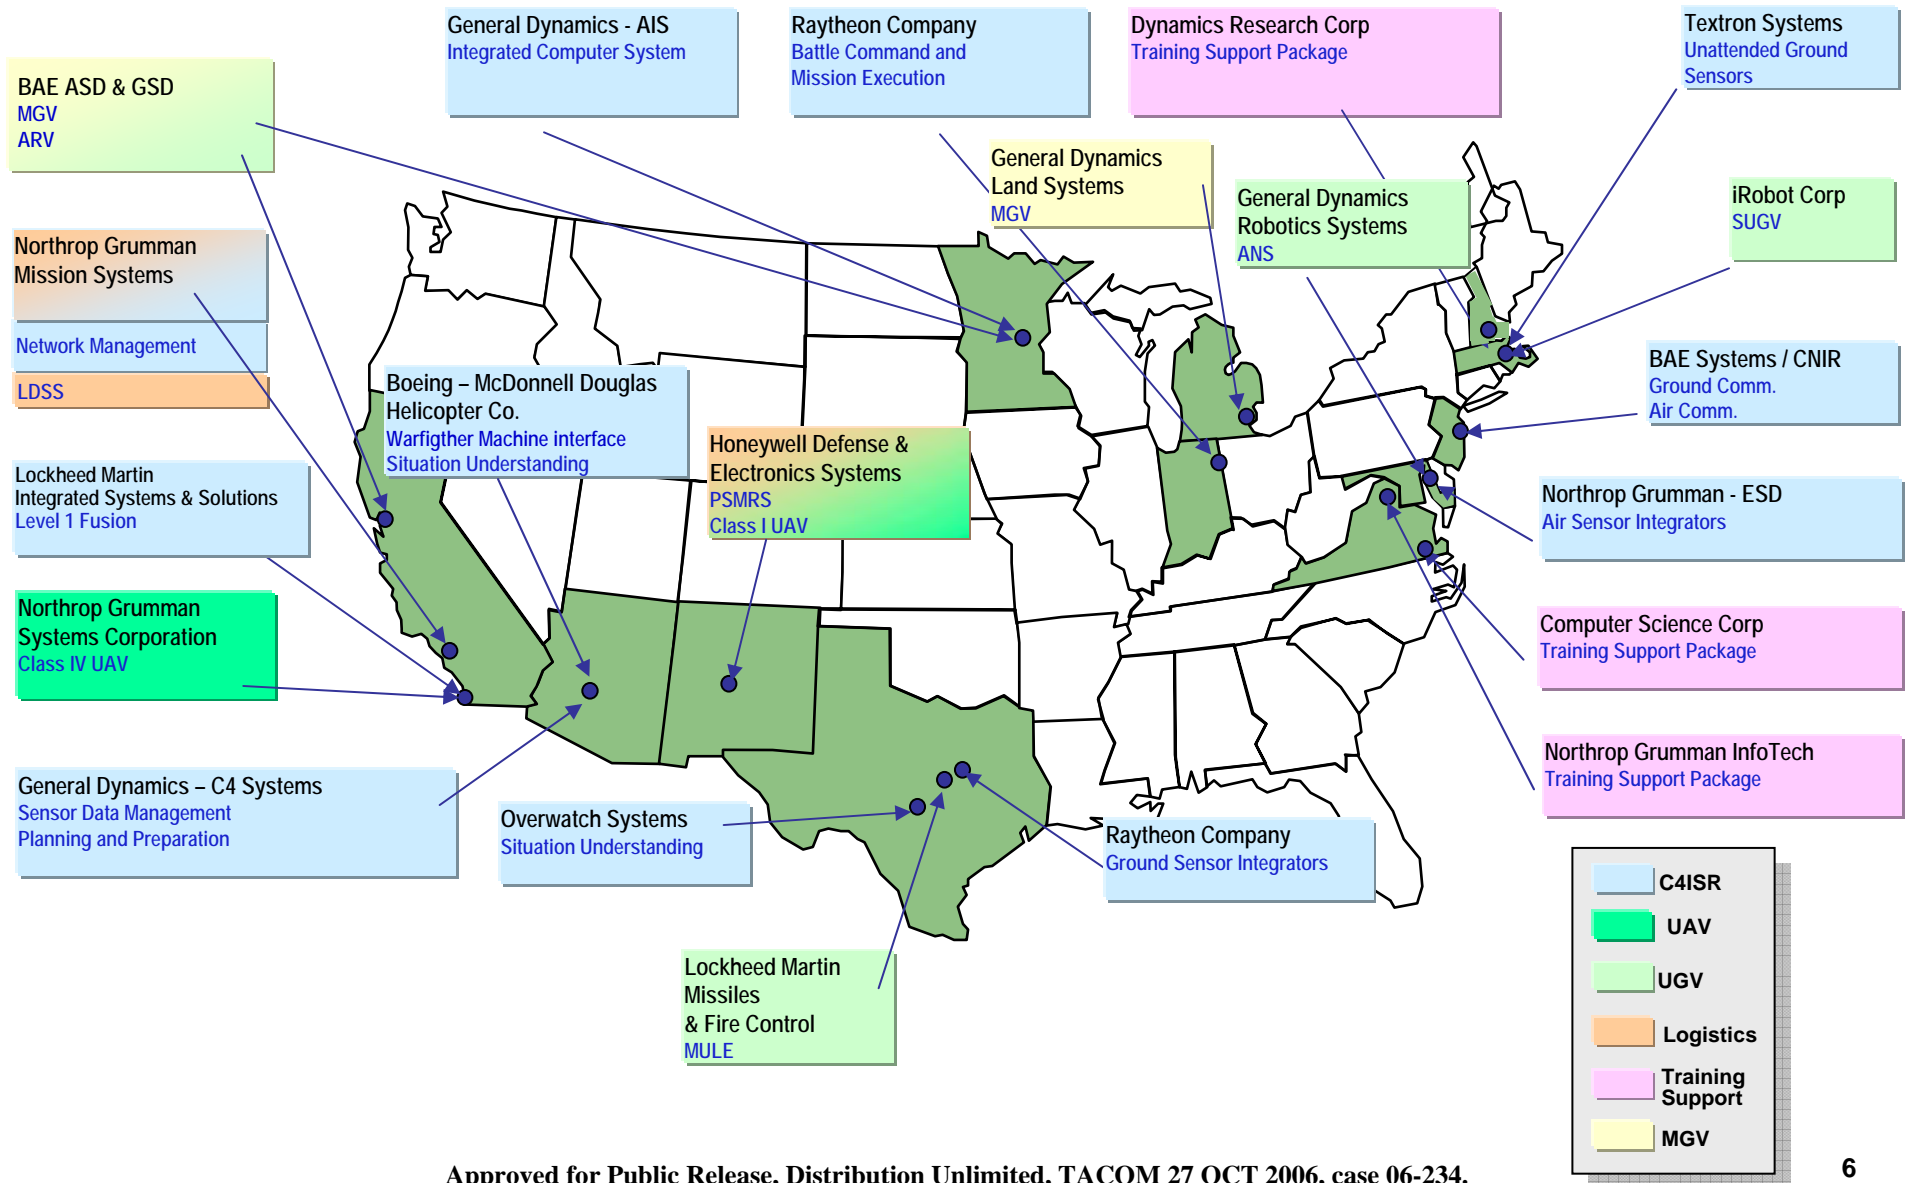 General Dynamics - AIS
Integrated Computer System
Raytheon Company
Battle Command and
Mission Execution
Dynamics Research Corp
Training Support Package
Textron Systems
Unattended Ground
Sensors
BAE ASD & GSD
MGV
ARV
General Dynamics
Land Systems
MGV
General Dynamics
Robotics Systems
ANS
iRobot Corp
SUGV
Northrop Grumman
Mission Systems
Network Management
LDSS
Boeing – McDonnell Douglas
Helicopter Co.
Warfigther Machine interface
Situation Understanding
Honeywell Defense &
Electronics Systems
PSMRS
Class I UAV
BAE Systems / CNIR
Ground Comm.
Air Comm.
Lockheed Martin
Integrated Systems & Solutions
Level 1 Fusion
Northrop Grumman - ESD
Air Sensor Integrators
Northrop Grumman
Systems Corporation
Class IV UAV
Computer Science Corp
Training Support Package
General Dynamics – C4 Systems
Sensor Data Management
Planning and Preparation
Overwatch Systems
Situation Understanding
Raytheon Company
Ground Sensor Integrators
Northrop Grumman InfoTech
Training Support Package
Lockheed Martin
Missiles
& Fire Control
MULE
C4ISR
UAV
UGV
Logistics
Training
Support
MGV
Approved for Public Release, Distribution Unlimited, TACOM 27 OCT 2006, case 06-234.
6